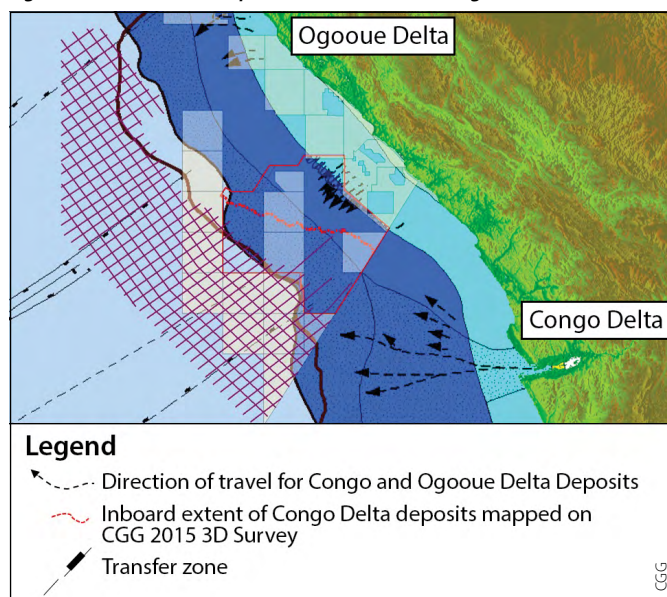 Ogooue Delta
Congo Delta
Legend
Direction of travel for Congo and Ogooue Delta Deposits
Inboard extent of Congo Delta deposits mapped on
CGG 2015 3D Survey
Transfer zone
CGG